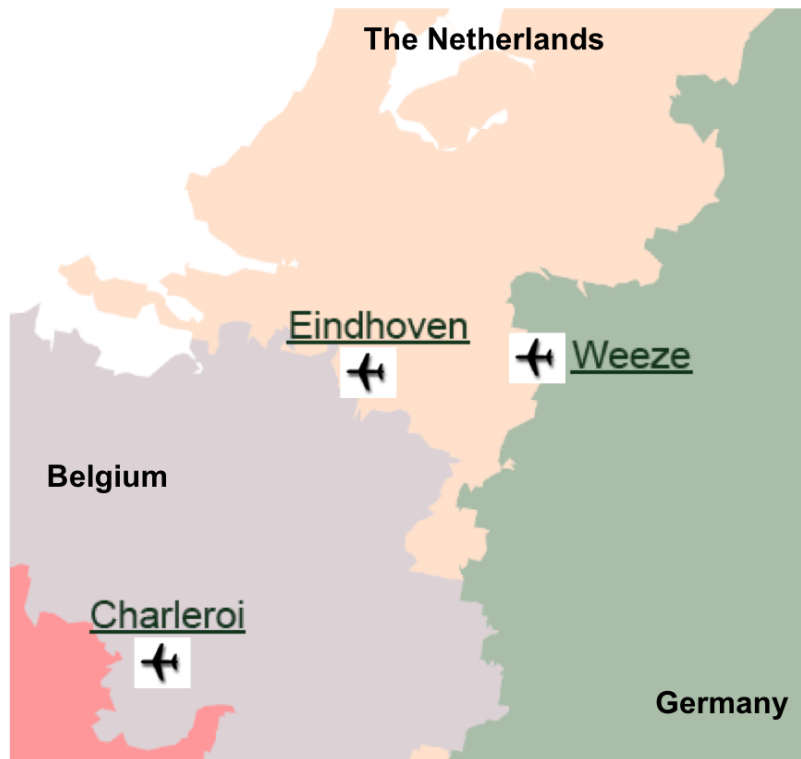 The Netherlands
Eindhoven
Weeze
Belgium
Charleroi
Germany